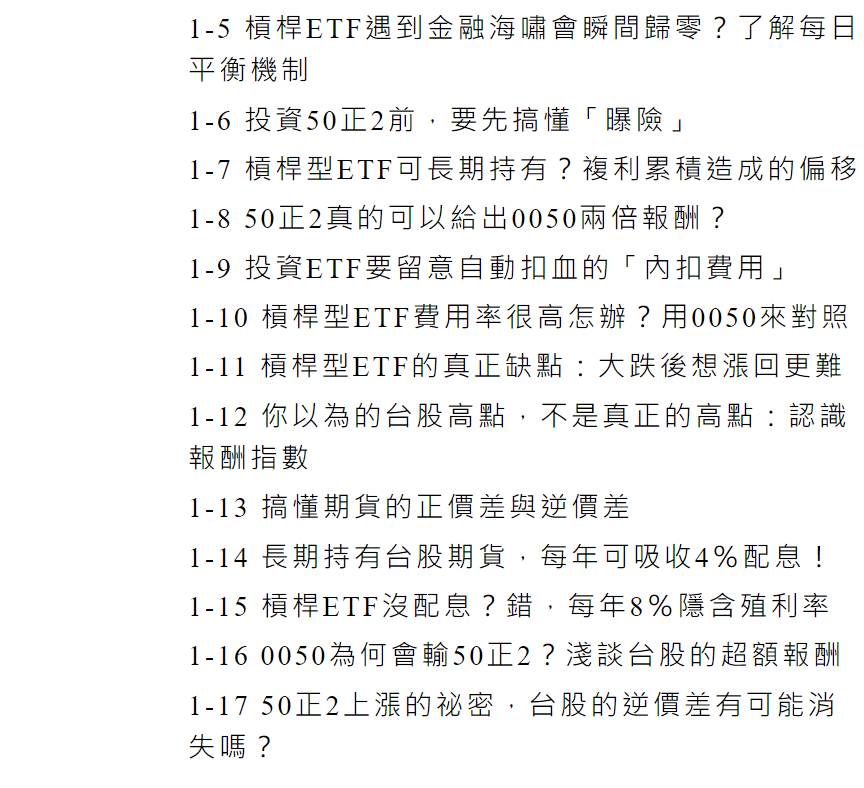 1-5 槓桿ETF遇到金融海嘯會瞬間歸零？了解每日
平衡機制
1-6 投資50正2前，要先搞懂「曝險」
1-7 槓桿型ETF可長期持有？複利累積造成的偏移
1-8 50正2真的可以給出0050兩倍報酬？
1-9 投資ETF要留意自動扣血的「內扣費用」
1-10 槓桿型ETF費用率很高怎辦？用0050來對照
1-11 槓桿型ETF的真正缺點：大跌後想漲回更難
1-12 你以為的台股高點，不是真正的高點：認識
報酬指數
1-13 搞懂期貨的正價差與逆價差
1-14 長期持有台股期貨，每年可吸收4％配息！
1-15 槓桿ETF沒配息？錯，每年8％隱含殖利率
1-16 0050為何會輸50正2？淺談台股的超額報酬
1-17 50正2上漲的祕密，台股的逆價差有可能消
失嗎？